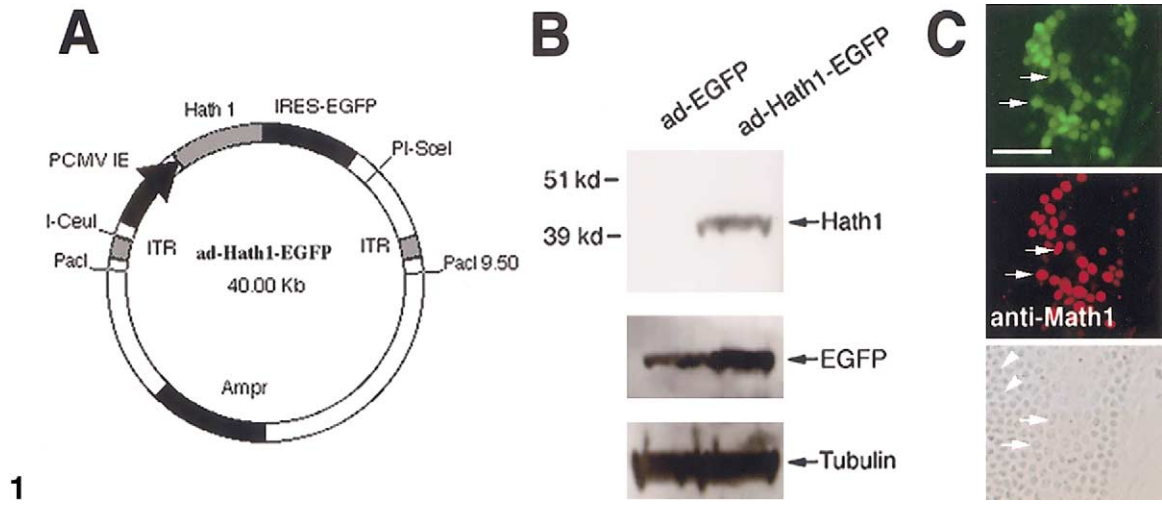 A
Hath 1
IRES-EGFP
PCMV IE
PI-SceI
I-CeuI
ITR
ad-Hath1-EGFP
ITR
PacI
40.00 Kb
PacI 9.50
Ampr
1
B
ad-EGFP
ad-Hath1-EGFP
51 kd
39 kd
Hath1
EGFP
Tubulin
C
anti-Math1